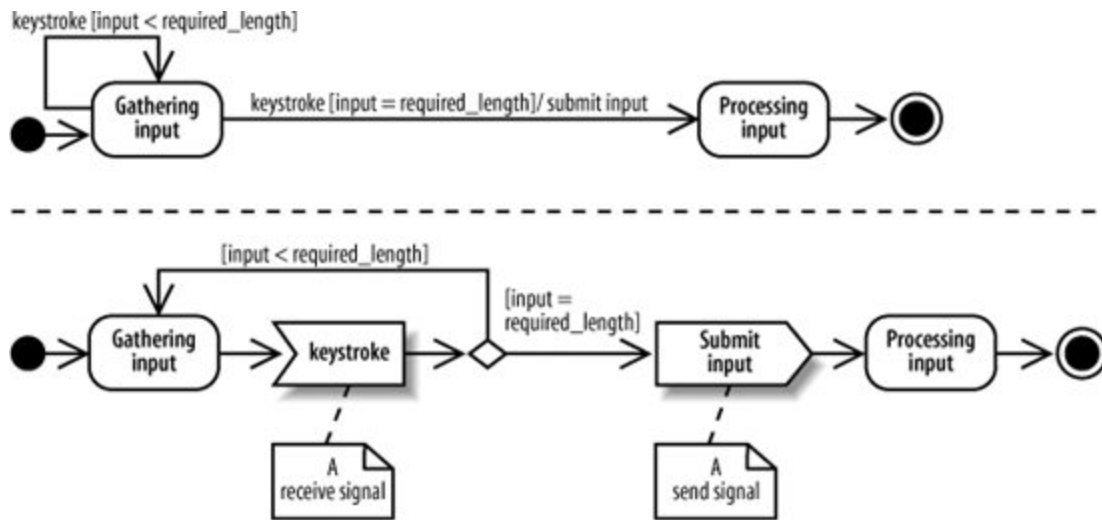 keystroke [input < required_length]
Gathering
input
keystroke [input = required_length]/ submit input
Processing
input
[input < required_length]
[input =
required_length]
Gathering
input
keystroke
Submit
input
Processing
input
A
receive signal
A
send signal